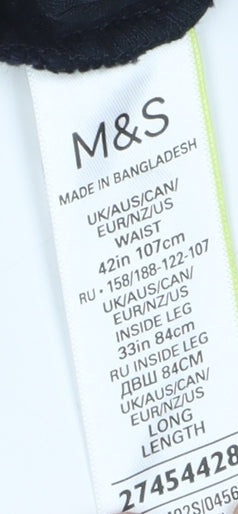 M&S
MADE IN BANGLADESH
UK/AUS/CAN/
EUR/NZ/US
WAIST
42in 107cm
RU • 158/188-122-107
UK/AUS/CAN/
EUR/NZ/US
INSIDE LEG
33in 84cm
RU INSIDE LEG
ДВШ 84CM
UK/AUS/CAN/
EUR/NZ/US
LONG
LENGTH
27454428